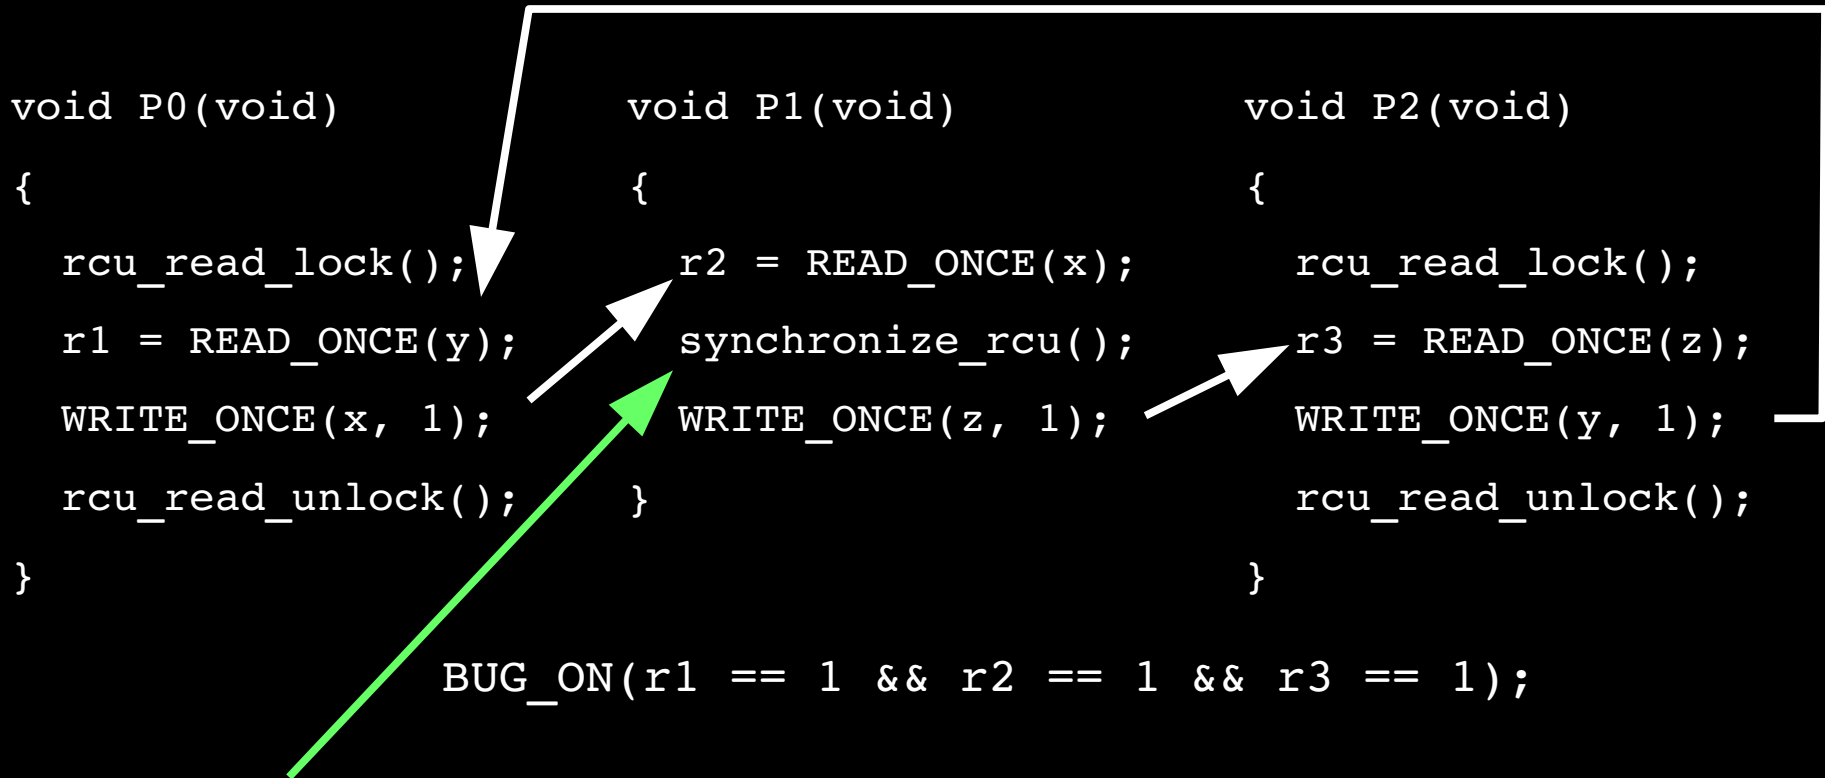 void P0(void)
{
rcu_read_lock();
r1 = READ_ONCE(y);
WRITE_ONCE(x, 1);
rcu_read_unlock();
}
void P1(void)
{
r2 = READ_ONCE(x);
synchronize_rcu();
WRITE_ONCE(z, 1);
}
void P2(void)
{
rcu_read_lock();
r3 = READ_ONCE(z);
WRITE_ONCE(y, 1);
rcu_read_unlock();
}
BUG_ON(r1 == 1 && r2 == 1 && r3 == 1);